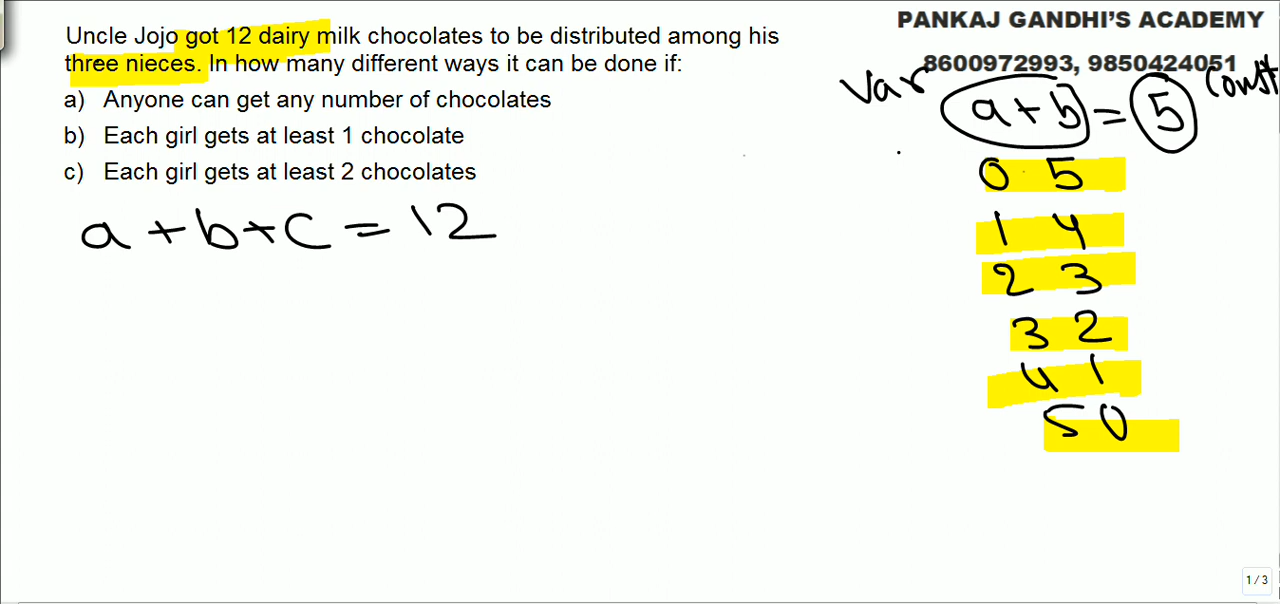 Uncle Jojo got 12 dairy milk chocolates to be distributed among his
three nieces. In how many different ways it can be done if:
a) Anyone can get any number of chocolates
b) Each girl gets at least 1 chocolate
c) Each girl gets at least 2 chocolates
a+b+c=12
PANKAJ GANDHI'S ACADEMY
8600972993, 9850424051
Var
a+b=5
Const
0 5
1 4
2 3
3 2
4 1
5 0
1 / 3